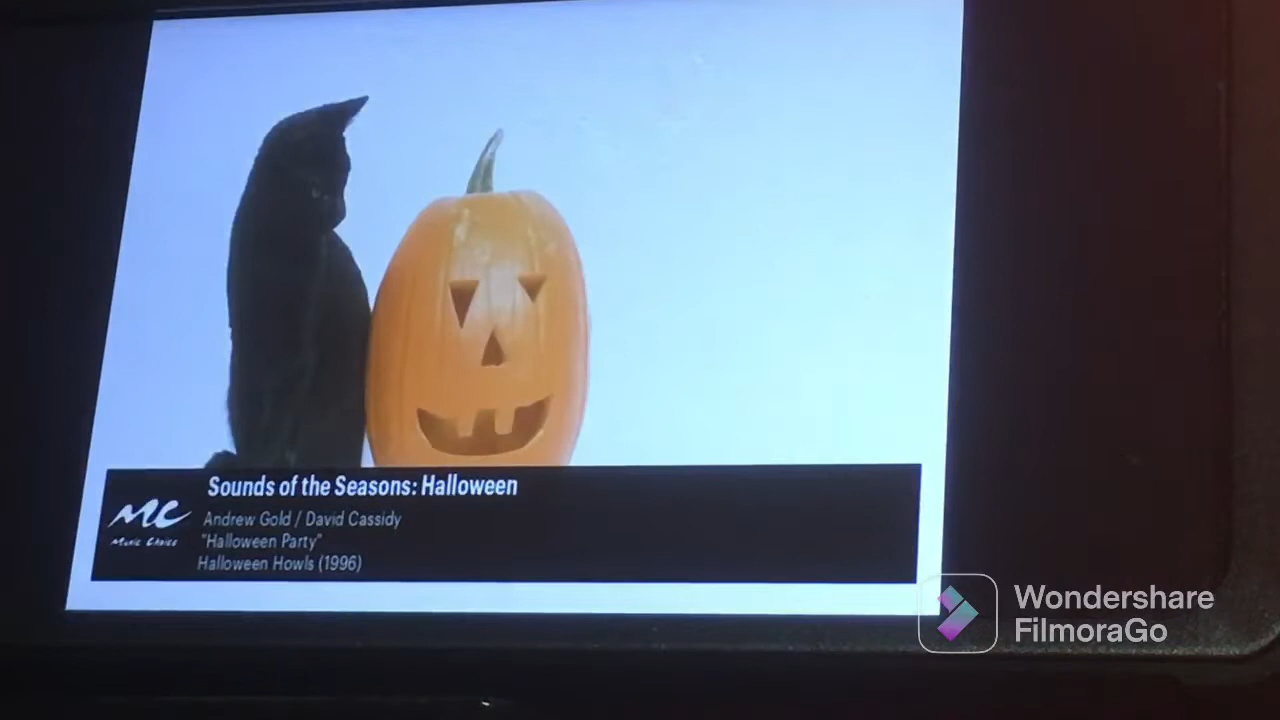 Sounds of the Seasons: Halloween
MC
Music Choice
Andrew Gold / David Cassidy
"Halloween Party"
Halloween Howls (1996)
Wondershare
FilmoraGo